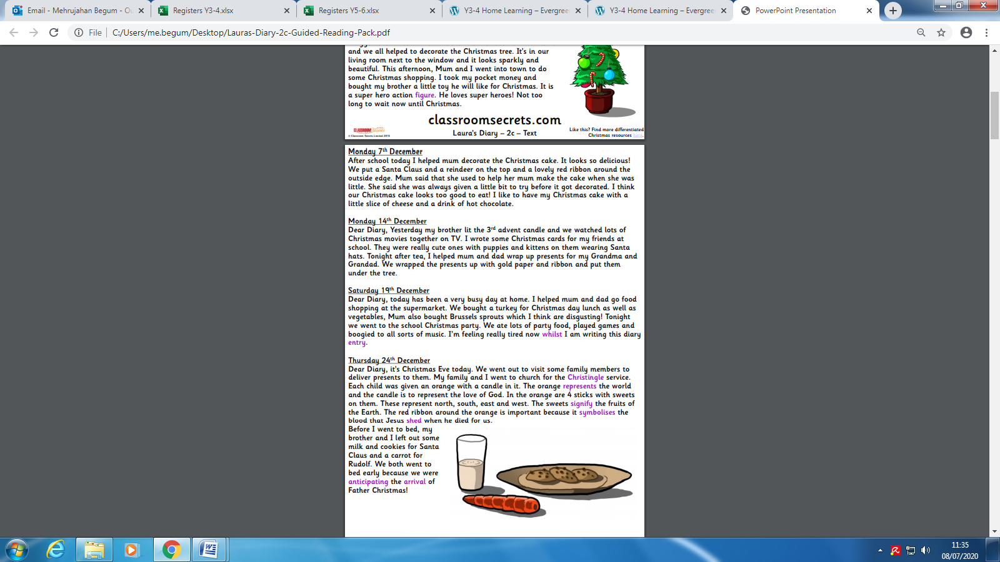 Email - Mehrujahan Begum - Ou
Registers Y3-4.xlsx
Registers Y5-6.xlsx
Y3-4 Home Learning – Evergree
Y3-4 Home Learning – Evergree
PowerPoint Presentation
File
C:/Users/me.begum/Desktop/Lauras-Diary-2c-Guided-Reading-Pack.pdf
and we all helped to decorate the Christmas tree. It's in our
living room next to the window and it looks sparkly and
beautiful. This afternoon, Mum and I went into town to do
some Christmas shopping. I took my pocket money and
bought my brother a little toy he will like for Christmas. It is
a super hero action figure. He loves super heroes! Not too
long to wait now until Christmas.
classroomsecrets.com
CLASSROOM Secrets
© Classroom Secrets Limited 2015
Laura's Diary – 2c – Text
Like this? Find more differentiated
Christmas resources here.
Monday 7th December
After school today I helped mum decorate the Christmas cake. It looks so delicious!
We put a Santa Claus and a reindeer on the top and a lovely red ribbon around the
outside edge. Mum said that she used to help her mum make the cake when she was
little. She said she was always given a little bit to try before it got decorated. I think
our Christmas cake looks too good to eat! I like to have my Christmas cake with a
little slice of cheese and a drink of hot chocolate.
Monday 14th December
Dear Diary, Yesterday my brother lit the 3rd advent candle and we watched lots of
Christmas movies together on TV. I wrote some Christmas cards for my friends at
school. They were really cute ones with puppies and kittens on them wearing Santa
hats. Tonight after tea, I helped mum and dad wrap up presents for my Grandma and
Grandad. We wrapped the presents up with gold paper and ribbon and put them
under the tree.
Saturday 19th December
Dear Diary, today has been a very busy day at home. I helped mum and dad go food
shopping at the supermarket. We bought a turkey for Christmas day lunch as well as
vegetables, Mum also bought Brussels sprouts which I think are disgusting! Tonight
we went to the school Christmas party. We ate lots of party food, played games and
boogied to all sorts of music. I'm feeling really tired now whilst I am writing this diary
entry.
Thursday 24th December
Dear Diary, it's Christmas Eve today. We went out to visit some family members to
deliver presents to them. My family and I went to church for the Christingle service.
Each child was given an orange with a candle in it. The orange represents the world
and the candle is to represent the love of God. In the orange are 4 sticks with sweets
on them. These represent north, south, east and west. The sweets signify the fruits of
the Earth. The red ribbon around the orange is important because it symbolises the
blood that Jesus shed when he died for us.
Before I went to bed, my
brother and I left out some
milk and cookies for Santa
Claus and a carrot for
Rudolf. We both went to
bed early because we were
anticipating the arrival of
Father Christmas!
11:35
08/07/2020